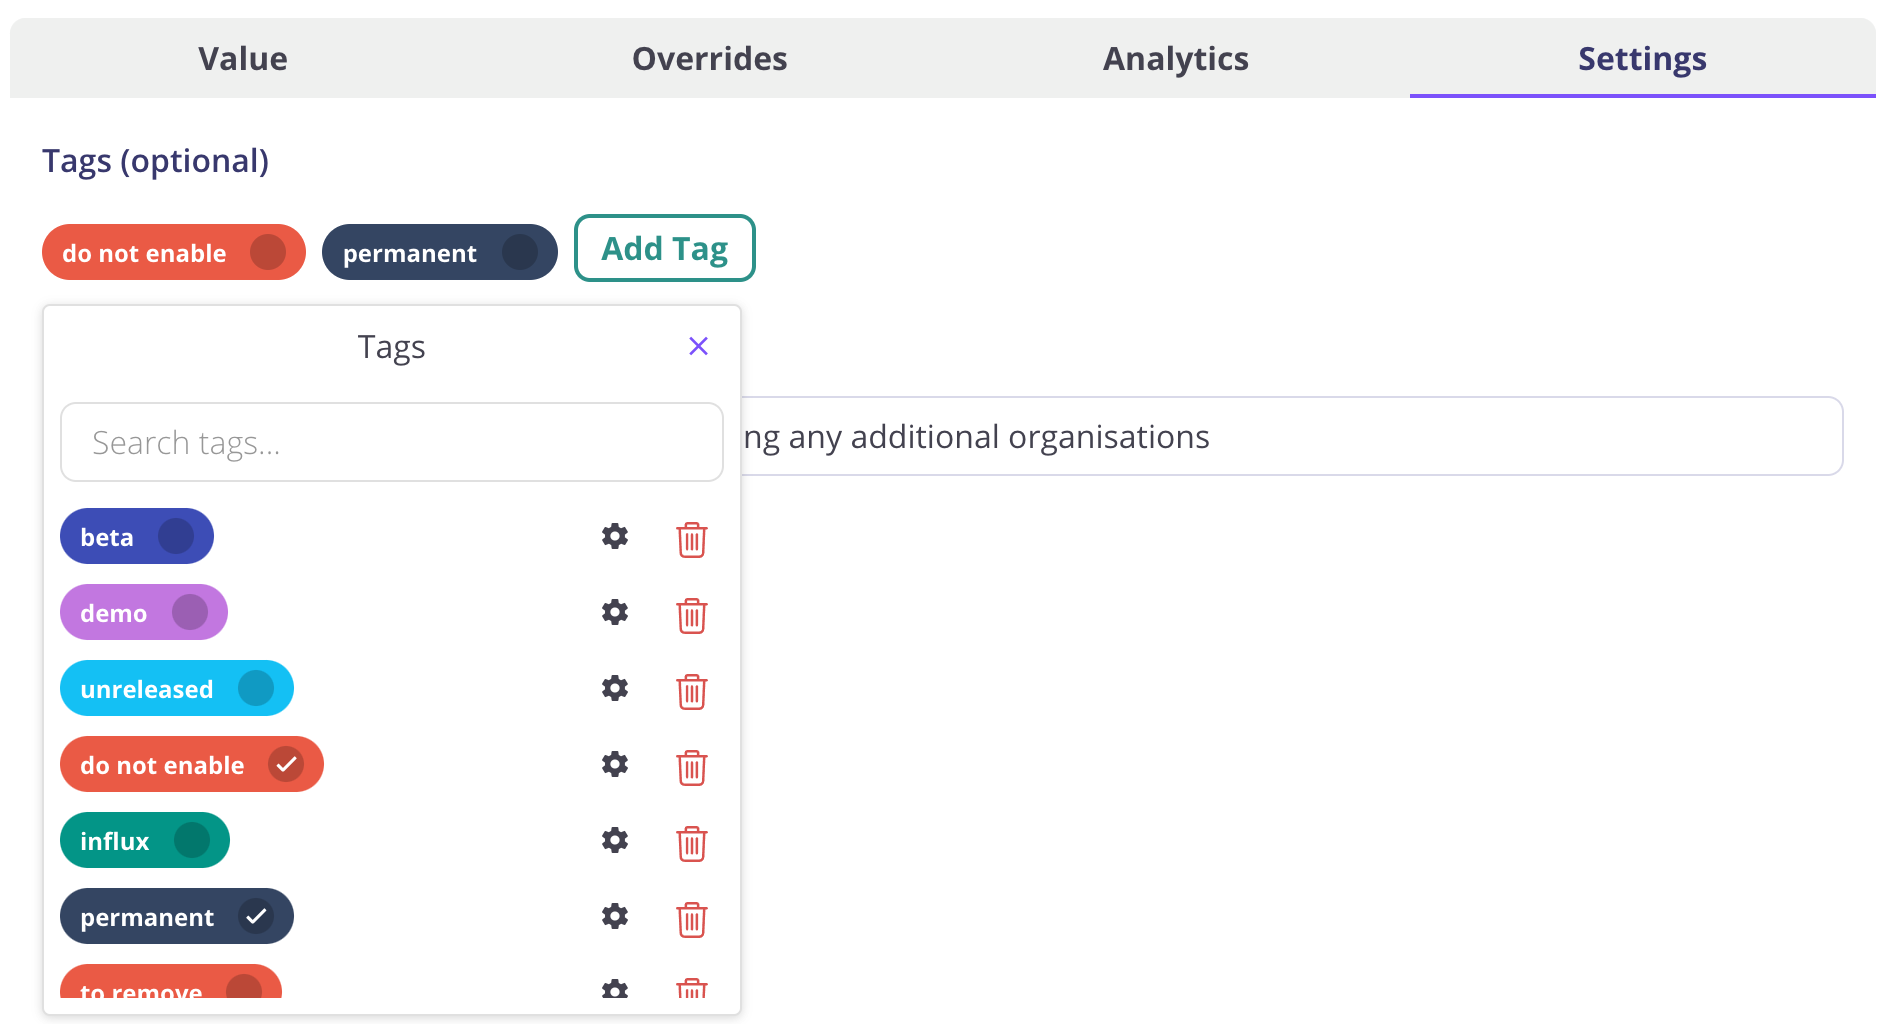 Value Overrides Analytics Settings
Tags (optional)
do not enable permanent Add Tag
Tags
Search tags...
ng any additional organisations
beta
demo
unreleased
do not enable
influx
permanent
to remove